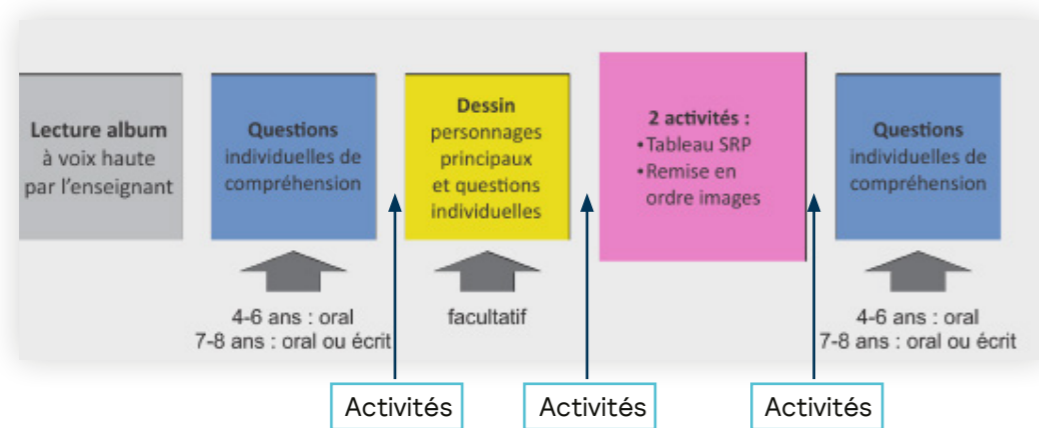 Lecture album
à voix haute
par l'enseignant
Questions
individuelles de
compréhension
Dessin
personnages
principaux
et questions
individuelles
2 activités :
•Tableau SRP
•Remise en
ordre images
Questions
individuelles de
compréhension
4-6 ans : oral
7-8 ans : oral ou écrit
facultatif
4-6 ans : oral
7-8 ans : oral ou écrit
Activités
Activités
Activités